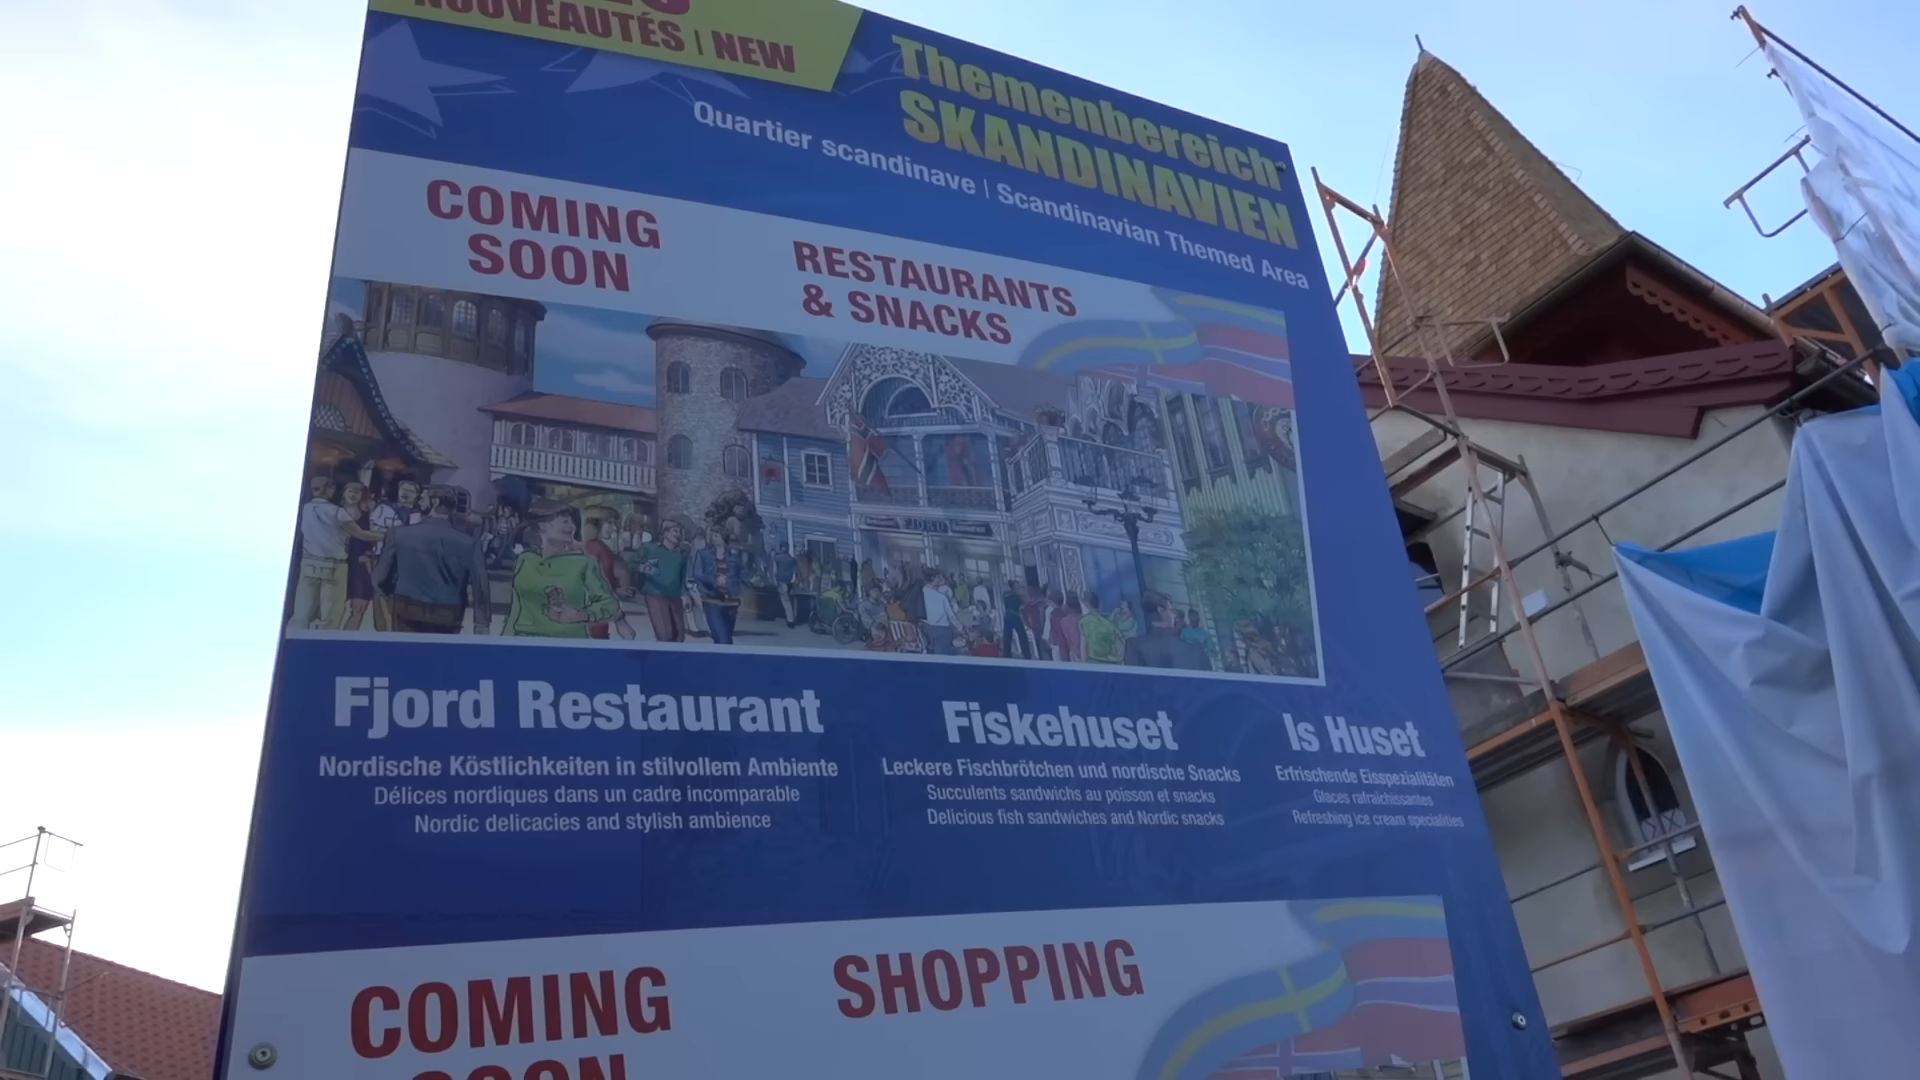 NOUVEAUTÉS | NEW
Themenbereich
SKANDINAVIEN
Quartier scandinave | Scandinavian Themed Area
COMING
SOON
RESTAURANTS
& SNACKS
FJORD
Fjord Restaurant
Nordische Köstlichkeiten in stilvollem Ambiente
Délices nordiques dans un cadre incomparable
Nordic delicacies and stylish ambience
Fiskehuset
Leckere Fischbrötchen und nordische Snacks
Succulents sandwichs au poisson et snacks
Delicious fish sandwiches and Nordic snacks
Is Huset
Erfrischende Eisspezialitäten
Glaces rafraichissantes
Refreshing ice cream specialities
COMING
SOON
SHOPPING